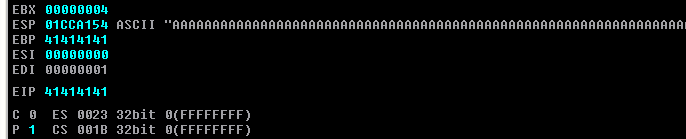 EBX 00000004
ESP 01CCA154 ASCII "AAAAAAAAAAAAAAAAAAAAAAAAAAAAAAAAAAAAAAAAAAAAAAAAAAAAAAAAAAAAAAAA
EBP 41414141
ESI 00000000
EDI 00000001
EIP 41414141
C 0 ES 0023 32bit 0(FFFFFFFF)
P 1 CS 001B 32bit 0(FFFFFFFF)